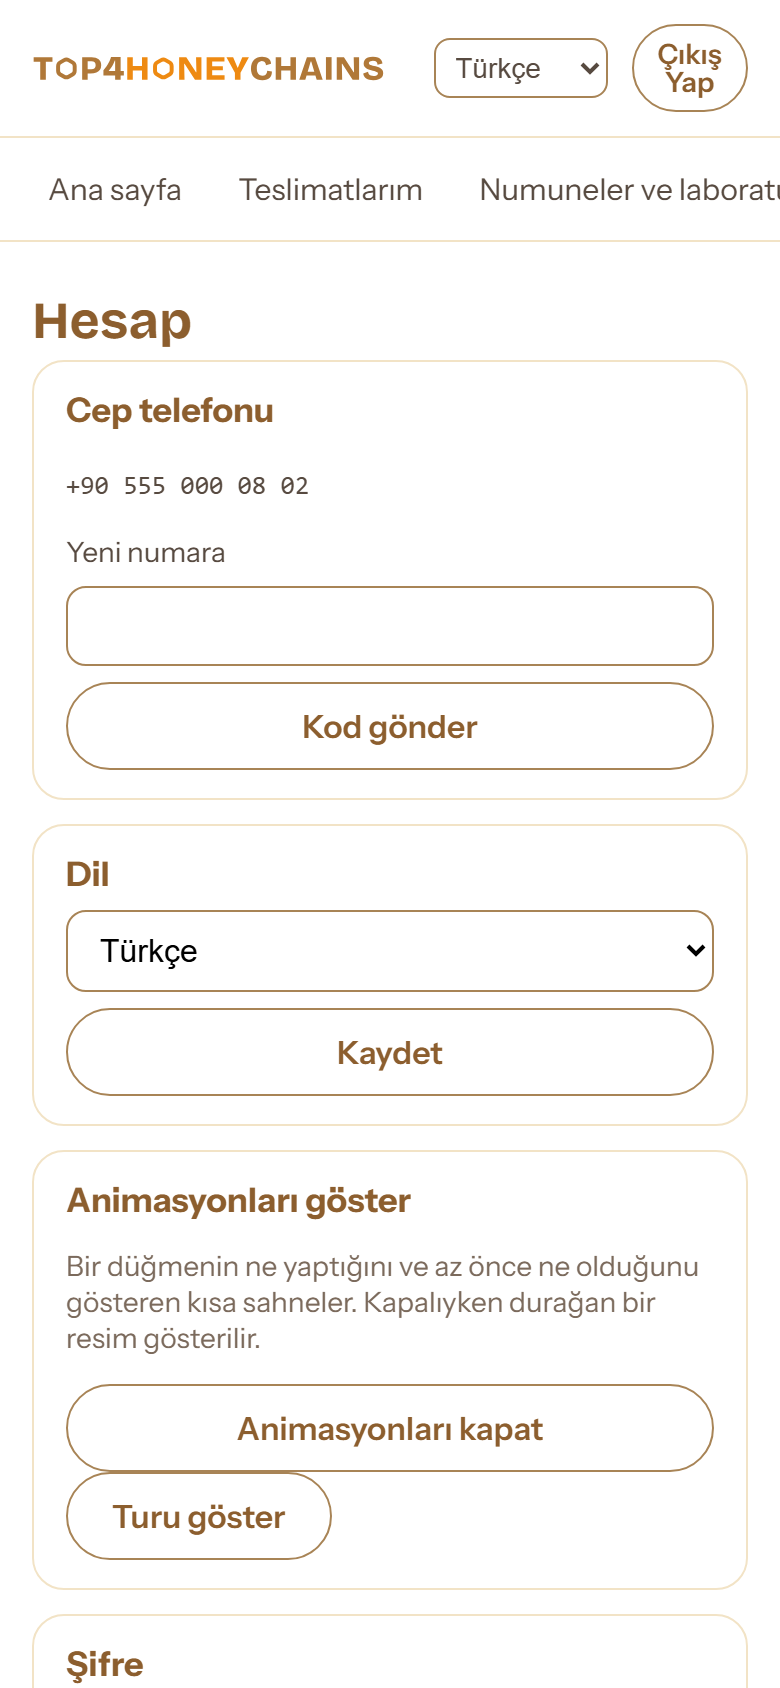 TOP4HONEYCHAINS
Türkçe
Çıkış
Yap
Ana sayfa
Teslimatlarım
Numuneler ve laboratu
Hesap
Cep telefonu
+90 555 000 08 02
Yeni numara
Kod gönder
Dil
Türkçe
Kaydet
Animasyonları göster
Bir düğmenin ne yaptığını ve az önce ne olduğunu
gösteren kısa sahneler. Kapalıyken durağan bir
resim gösterilir.
Animasyonları kapat
Turu göster
Şifre